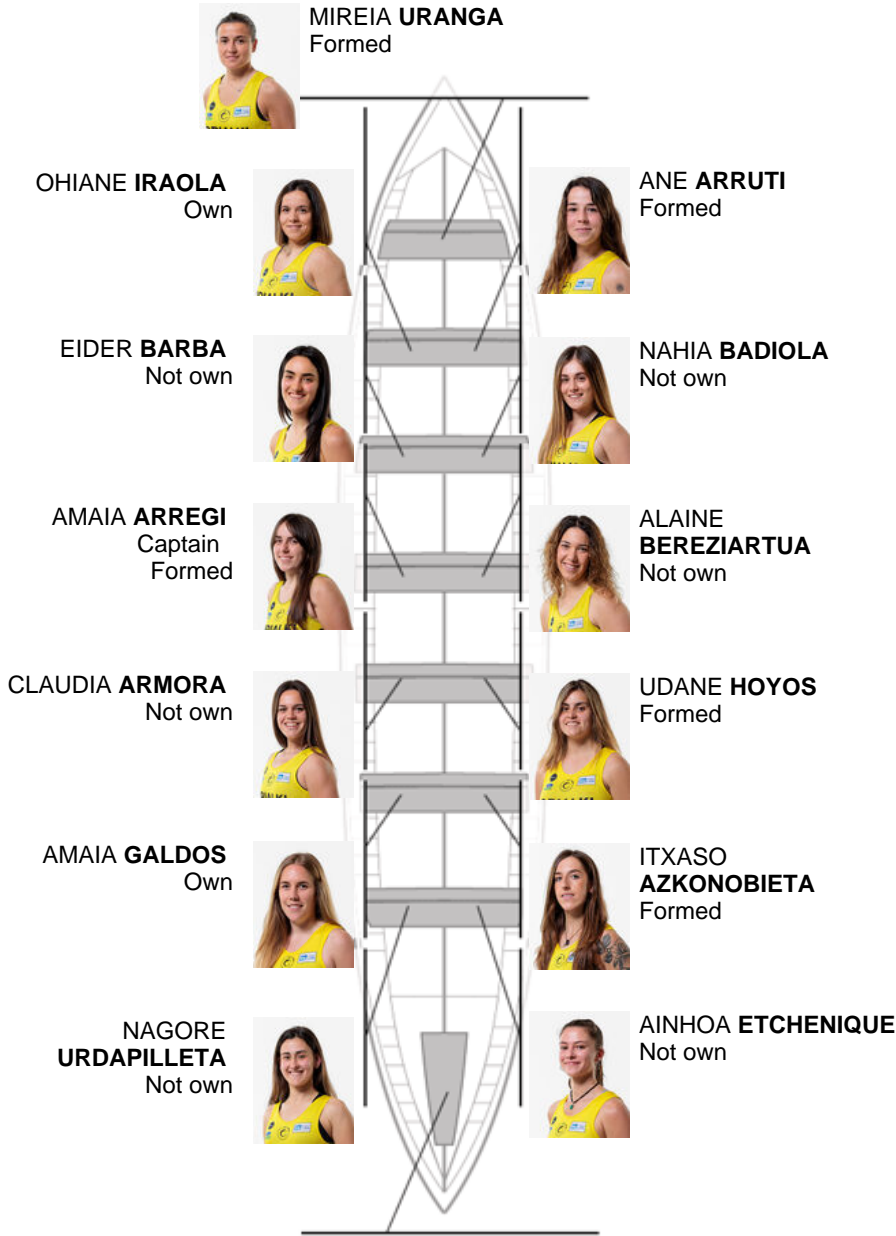 MIREIA URANGA
Formed
OHIANE IRAOLA
Own
ANE ARRUTI
Formed
EIDER BARBA
Not own
NAHIA BADIOLA
Not own
AMAIA ARREGI
Captain
Formed
ALAINE
BEREZIARTUA
Not own
CLAUDIA ARMORA
Not own
UDANE HOYOS
Formed
AMAIA GALDOS
Own
ITXASO
AZKONOBIETA
Formed
NAGORE
URDAPILLETA
Not own
AINHOA ETCHENIQUE
Not own